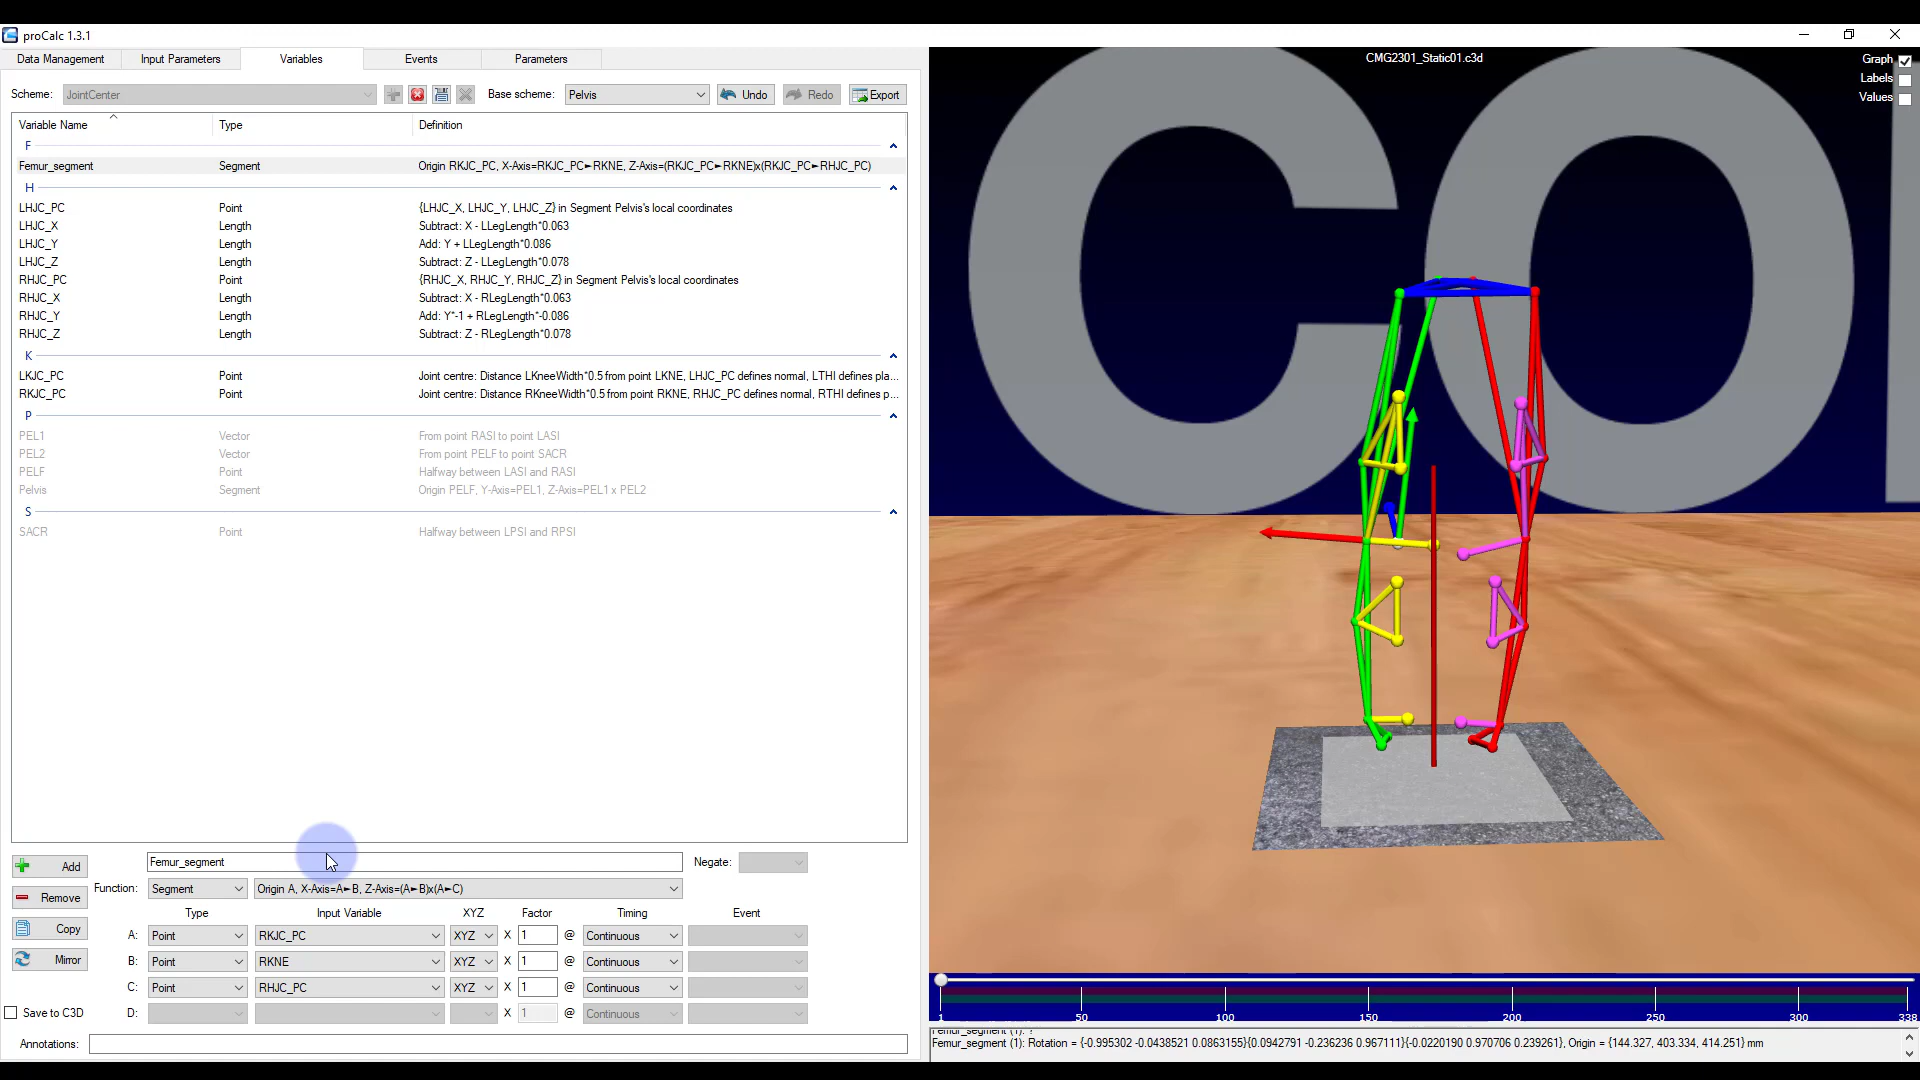 proCalc 1.3.1
Data Management Input Parameters Variables Events Parameters
Scheme: JointCenter Base scheme: Pelvis Undo Redo Export
Variable Name Type Definition
F
Femur_segment Segment Origin RKJC_PC, X-Axis=RKJC_PC►RKNE, Z-Axis=(RKJC_PC►RKNE)x(RKJC_PC►RHJC_PC)
H
LHJC_PC Point {LHJC_X, LHJC_Y, LHJC_Z} in Segment Pelvis's local coordinates
LHJC_X Length Subtract: X - LLegLength*0.063
LHJC_Y Length Add: Y + LLegLength*0.086
LHJC_Z Length Subtract: Z - LLegLength*0.078
RHJC_PC Point {RHJC_X, RHJC_Y, RHJC_Z} in Segment Pelvis's local coordinates
RHJC_X Length Subtract: X - RLegLength*0.063
RHJC_Y Length Add: Y*-1 + RLegLength*-0.086
RHJC_Z Length Subtract: Z - RLegLength*0.078
K
LKJC_PC Point Joint centre: Distance LKneeWidth*0.5 from point LKNE, LHJC_PC defines normal, LTHI defines pla...
RKJC_PC Point Joint centre: Distance RKneeWidth*0.5 from point RKNE, RHJC_PC defines normal, RTHI defines p...
P
PEL1 Vector From point RASI to point LASI
PEL2 Vector From point PELF to point SACR
PELF Point Halfway between LASI and RASI
Pelvis Segment Origin PELF, Y-Axis=PEL1, Z-Axis=PEL1 x PEL2
S
SACR Point Halfway between LPSI and RPSI
Add Femur_segment Negate:
Function: Segment Origin A, X-Axis=A►B, Z-Axis=(A►B)x(A►C)
Remove
Type Input Variable XYZ Factor Timing Event
Copy A: Point RKJC_PC XYZ X 1 @ Continuous
Mirror B: Point RKNE XYZ X 1 @ Continuous
C: Point RHJC_PC XYZ X 1 @ Continuous
Save to C3D D: X 1 @ Continuous
Annotations:
CMG2301_Static01.c3d
Graph
Labels
Values
CO
1 50 100 150 200 250 300 338
Femur_segment (1): ?
Femur_segment (1): Rotation = {-0.995302 -0.0438521 0.0863155}{0.0942791 -0.236236 0.967111}{-0.0220190 0.970706 0.239261}, Origin = {144.327, 403.334, 414.251} mm